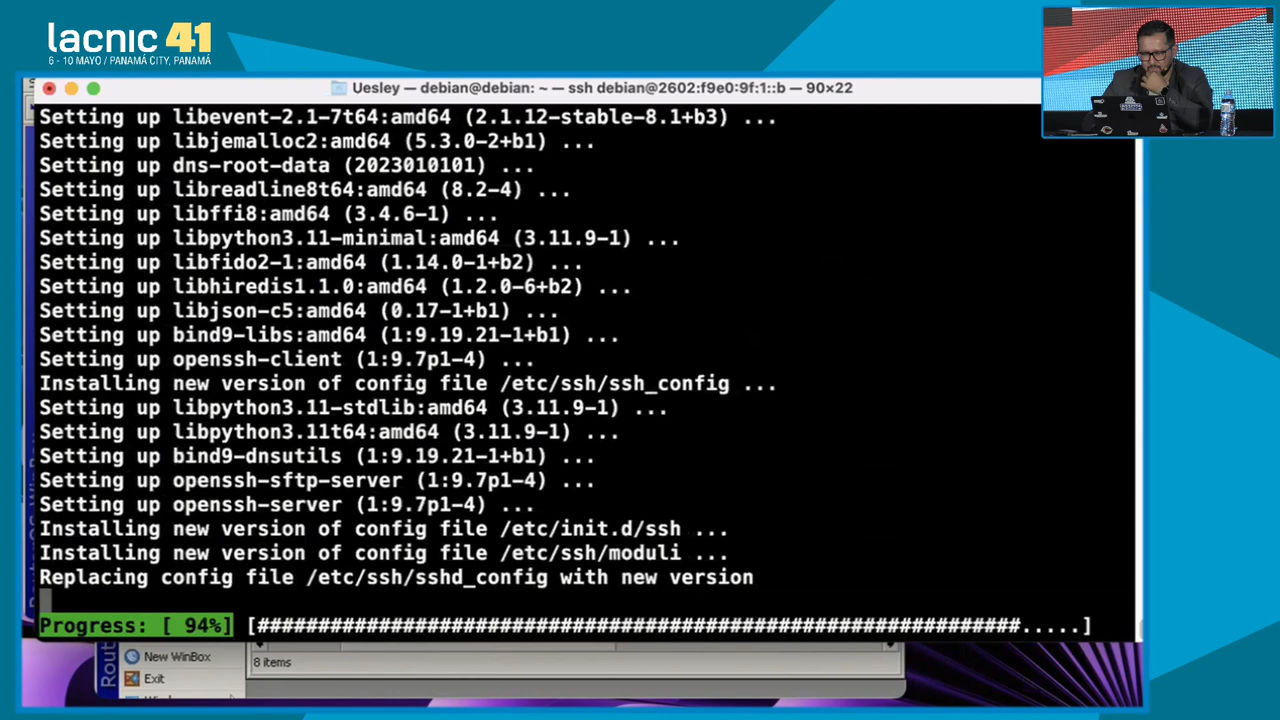 lacnic 41
6 - 10 MAYO / PANAMÁ CITY, PANAMÁ
Uesley — debian@debian: ~ — ssh debian@2602:f9e0:9f:1::b — 90×22
Setting up libevent-2.1-7t64:amd64 (2.1.12-stable-8.1+b3) ...
Setting up libjemalloc2:amd64 (5.3.0-2+b1) ...
Setting up dns-root-data (2023010101) ...
Setting up libreadline8t64:amd64 (8.2-4) ...
Setting up libffi8:amd64 (3.4.6-1) ...
Setting up libpython3.11-minimal:amd64 (3.11.9-1) ...
Setting up libfido2-1:amd64 (1.14.0-1+b2) ...
Setting up libhiredis1.1.0:amd64 (1.2.0-6+b2) ...
Setting up libjson-c5:amd64 (0.17-1+b1) ...
Setting up bind9-libs:amd64 (1:9.19.21-1+b1) ...
Setting up openssh-client (1:9.7p1-4) ...
Installing new version of config file /etc/ssh/ssh_config ...
Setting up libpython3.11-stdlib:amd64 (3.11.9-1) ...
Setting up libpython3.11t64:amd64 (3.11.9-1) ...
Setting up bind9-dnsutils (1:9.19.21-1+b1) ...
Setting up openssh-sftp-server (1:9.7p1-4) ...
Setting up openssh-server (1:9.7p1-4) ...
Installing new version of config file /etc/init.d/ssh ...
Installing new version of config file /etc/ssh/moduli ...
Replacing config file /etc/ssh/sshd_config with new version
Progress: [ 94%] [###############################################################.....]
New WinBox
8 items
Exit